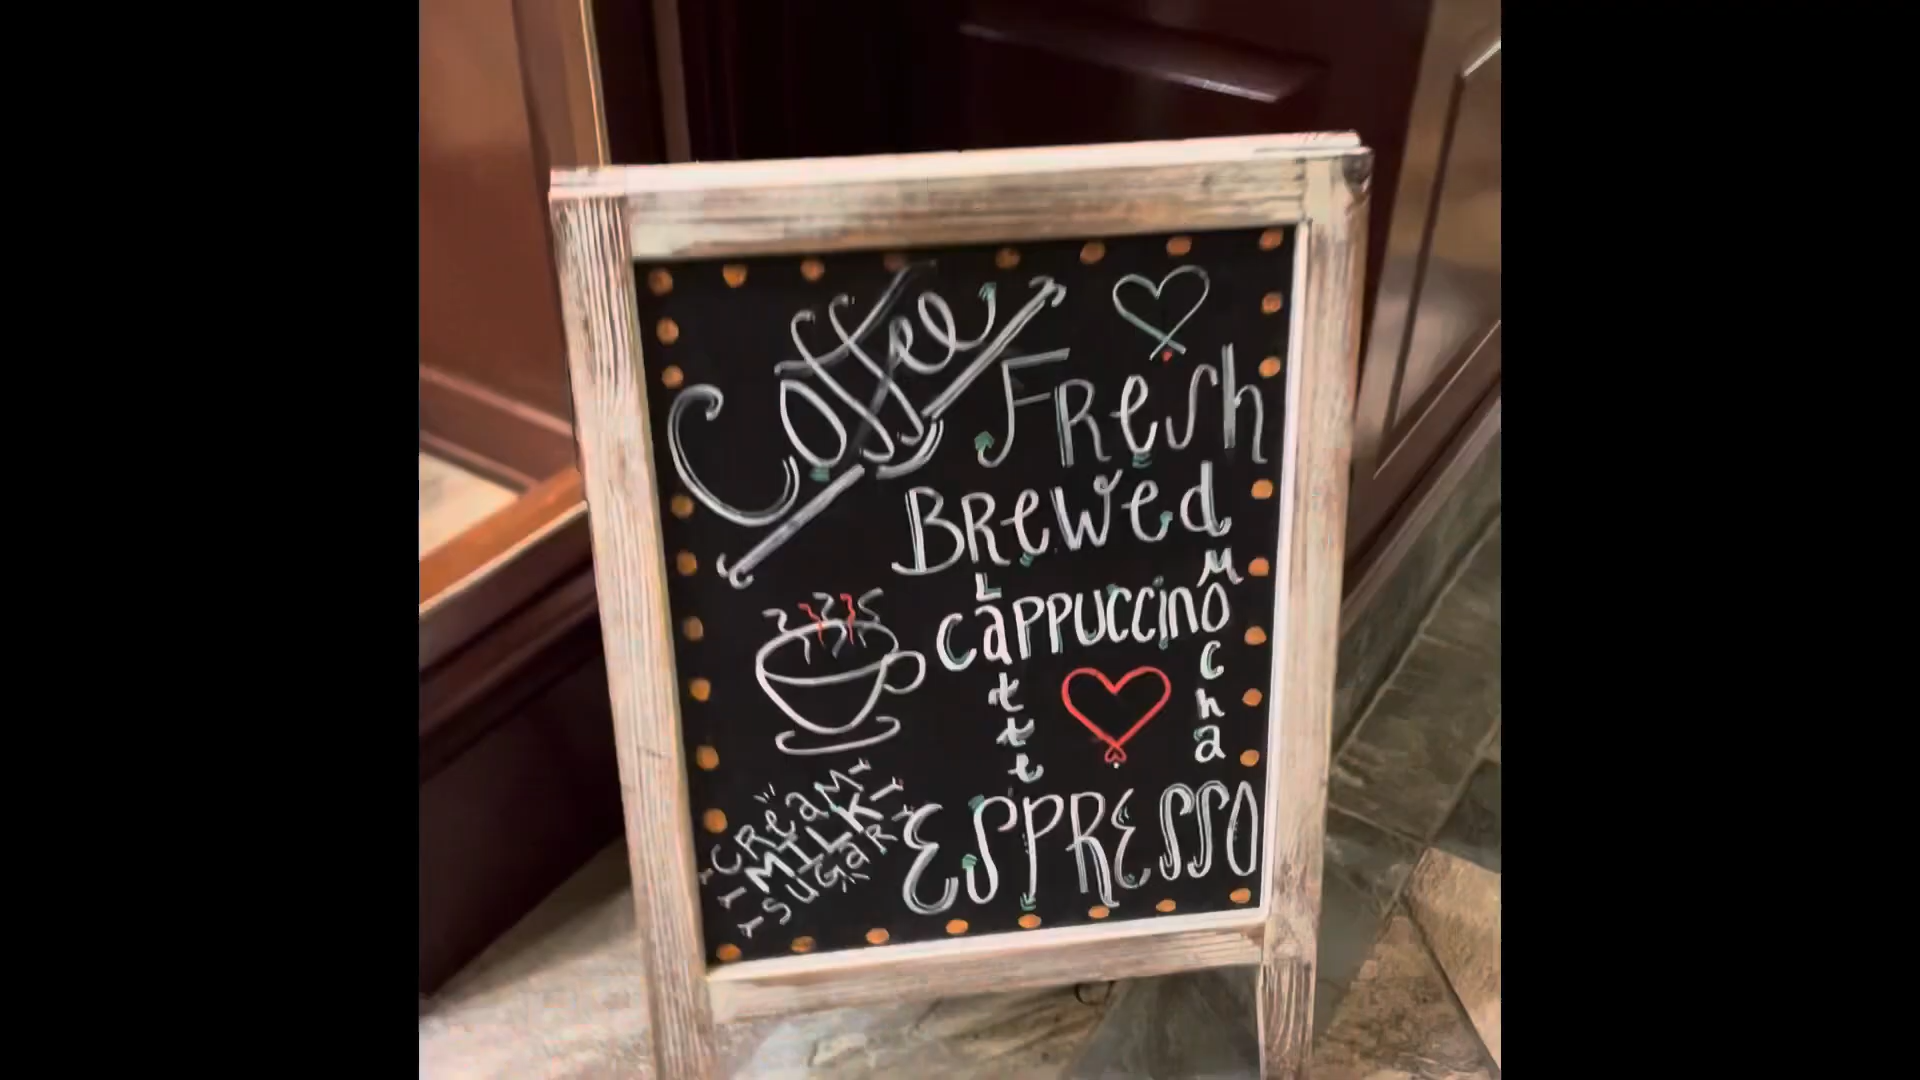 Coffee
Fresh
Brewed
Latte
Cappuccino
Mocha
Cream
Milk
Sugar
Espresso